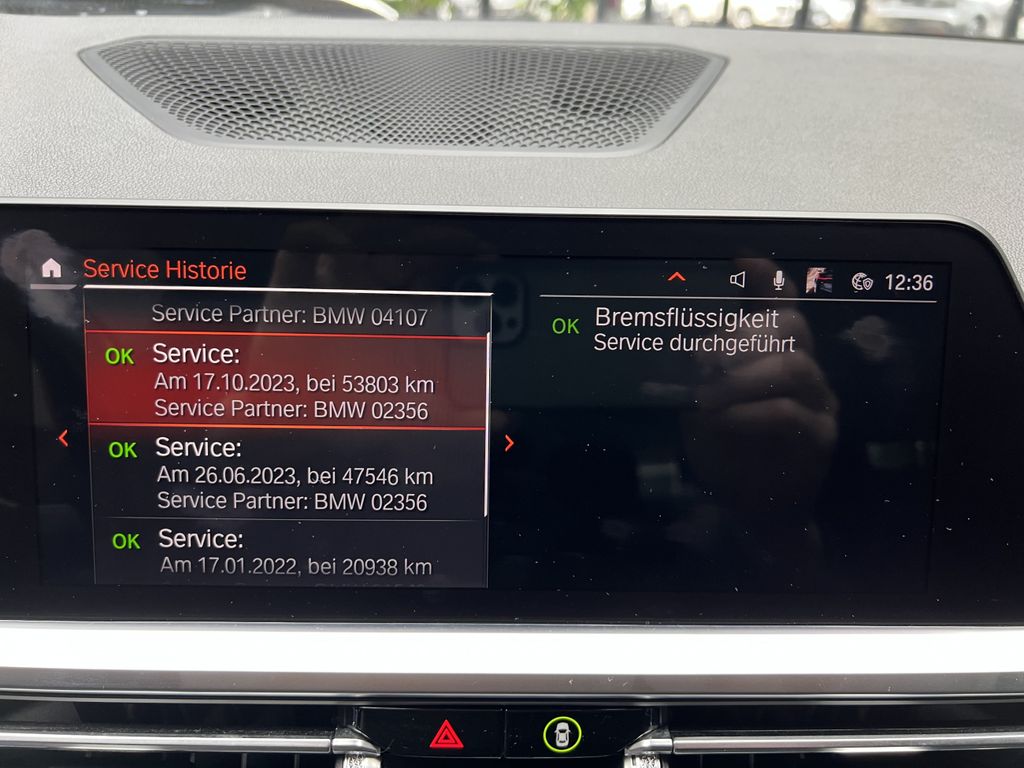 Service Historie
12:36
Service Partner: BMW 04107
OK Service:
Am 17.10.2023, bei 53803 km
Service Partner: BMW 02356
OK Service:
Am 26.06.2023, bei 47546 km
Service Partner: BMW 02356
OK Service:
Am 17.01.2022, bei 20938 km
OK Bremsflüssigkeit
Service durchgeführt